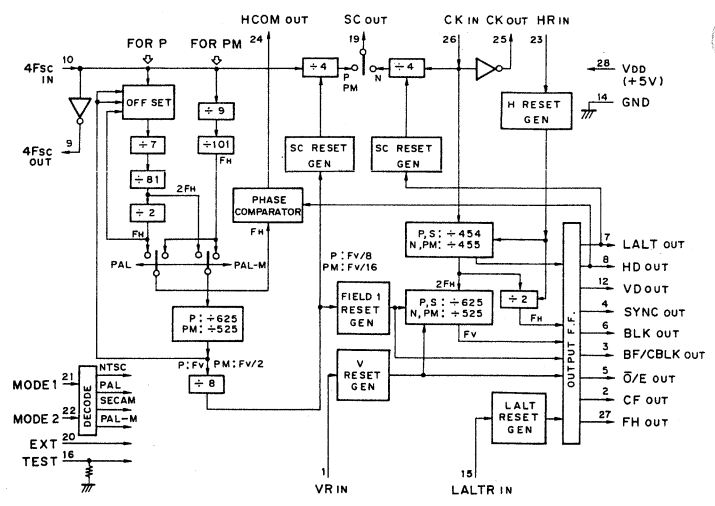 HCOM OUT
24
SC OUT
19
CK IN
26
CK OUT
25
HR IN
23
FOR P
FOR PM
10
4FSC
IN
÷4
P
PM
N
÷4
28
VDD
(+5V)
14
GND
OFF SET
÷9
H RESET
GEN
9
4FSC
OUT
÷7
÷101
FH
SC RESET
GEN
SC RESET
GEN
÷81
2FH
÷2
FH
PHASE
COMPARATOR
FH
P,S: ÷454
N,PM: ÷455
PAL
PAL-M
P:FV/8
PM:FV/16
2FH
÷2
FH
P:÷625
PM:÷525
FIELD 1
RESET
GEN
P,S:÷625
N,PM:÷525
FV
P:FV
PM:FV/2
÷8
V
RESET
GEN
OUTPUT F.F.
LALT
RESET
GEN
7
LALT OUT
8
HD OUT
12
VD OUT
4
SYNC OUT
6
BLK OUT
3
BF/CBLK OUT
5
O̅/E OUT
2
CF OUT
27
FH OUT
MODE1
21
MODE2
22
DECODE
NTSC
PAL
SECAM
PAL-M
EXT
20
TEST
16
1
VR IN
15
LALTR IN